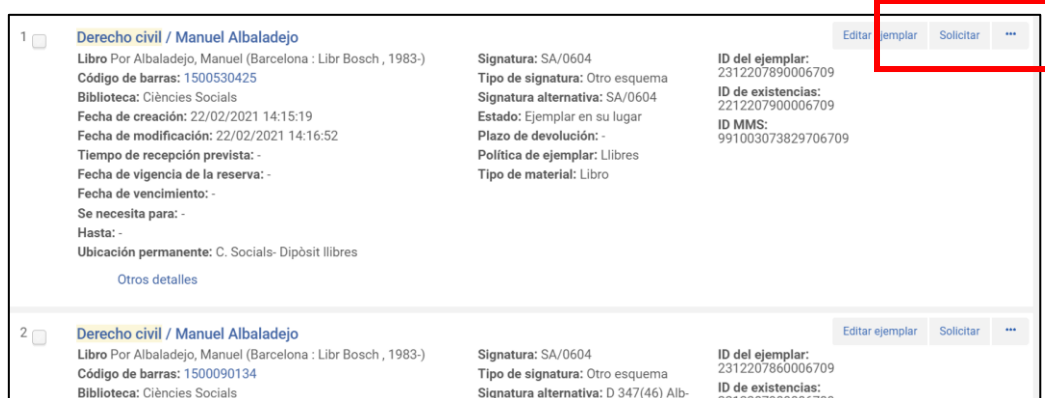 1 Derecho civil / Manuel Albaladejo
Editar ejemplar Solicitar •••
Libro Por Albaladejo, Manuel (Barcelona : Libr Bosch , 1983-)
Código de barras: 1500530425
Biblioteca: Ciències Socials
Fecha de creación: 22/02/2021 14:15:19
Fecha de modificación: 22/02/2021 14:16:52
Tiempo de recepción prevista: -
Fecha de vigencia de la reserva: -
Fecha de vencimiento: -
Se necesita para: -
Hasta: -
Ubicación permanente: C. Socials- Dipòsit llibres
Otros detalles
Signatura: SA/0604
Tipo de signatura: Otro esquema
Signatura alternativa: SA/0604
Estado: Ejemplar en su lugar
Plazo de devolución: -
Política de ejemplar: Llibres
Tipo de material: Libro
ID del ejemplar:
2312207890006709
ID de existencias:
2212207900006709
ID MMS:
991003073829706709
2 Derecho civil / Manuel Albaladejo
Editar ejemplar Solicitar •••
Libro Por Albaladejo, Manuel (Barcelona : Libr Bosch , 1983-)
Código de barras: 1500090134
Biblioteca: Ciències Socials
Signatura: SA/0604
Tipo de signatura: Otro esquema
Signatura alternativa: D 347(46) Alb-
ID del ejemplar:
2312207860006709
ID de existencias: